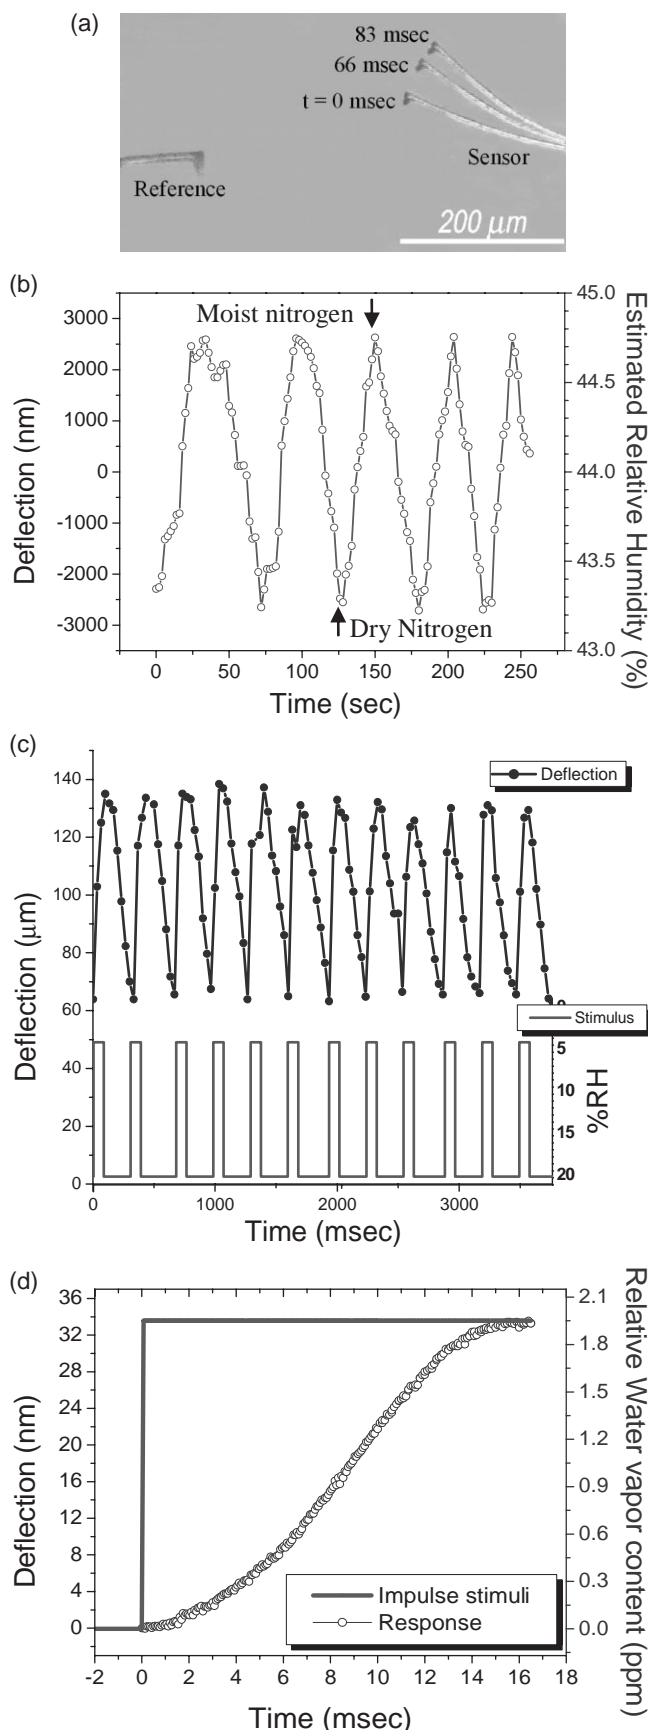 (a)
83 msec
66 msec
t = 0 msec
Sensor
Reference
200 µm
(b)
Moist nitrogen
Dry Nitrogen
3000
2000
1000
0
-1000
-2000
-3000
Deflection (nm)
45.0
44.5
44.0
43.5
43.0
Estimated Relative Humidity (%)
0 50 100 150 200 250
Time (sec)
(c)
Deflection
Stimulus
140
120
100
80
60
40
20
0
Deflection (µm)
5
10
15
20
%RH
0 1000 2000 3000
Time (msec)
(d)
36
32
28
24
20
16
12
8
4
0
Deflection (nm)
2.1
1.8
1.5
1.2
0.9
0.6
0.3
0.0
Relative Water vapor content (ppm)
Impulse stimuli
Response
-2 0 2 4 6 8 10 12 14 16 18
Time (msec)